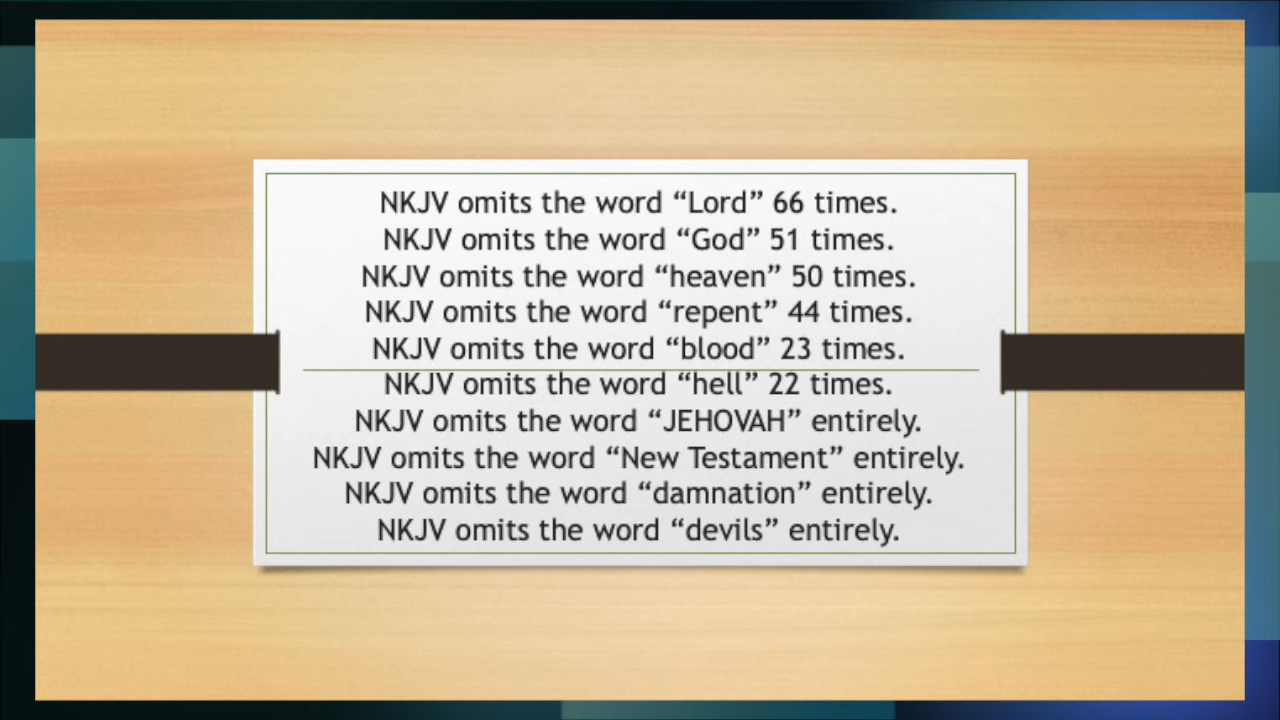 NKJV omits the word “Lord” 66 times.
NKJV omits the word “God” 51 times.
NKJV omits the word “heaven” 50 times.
NKJV omits the word “repent” 44 times.
NKJV omits the word “blood” 23 times.
NKJV omits the word “hell” 22 times.
NKJV omits the word “JEHOVAH” entirely.
NKJV omits the word “New Testament” entirely.
NKJV omits the word “damnation” entirely.
NKJV omits the word “devils” entirely.